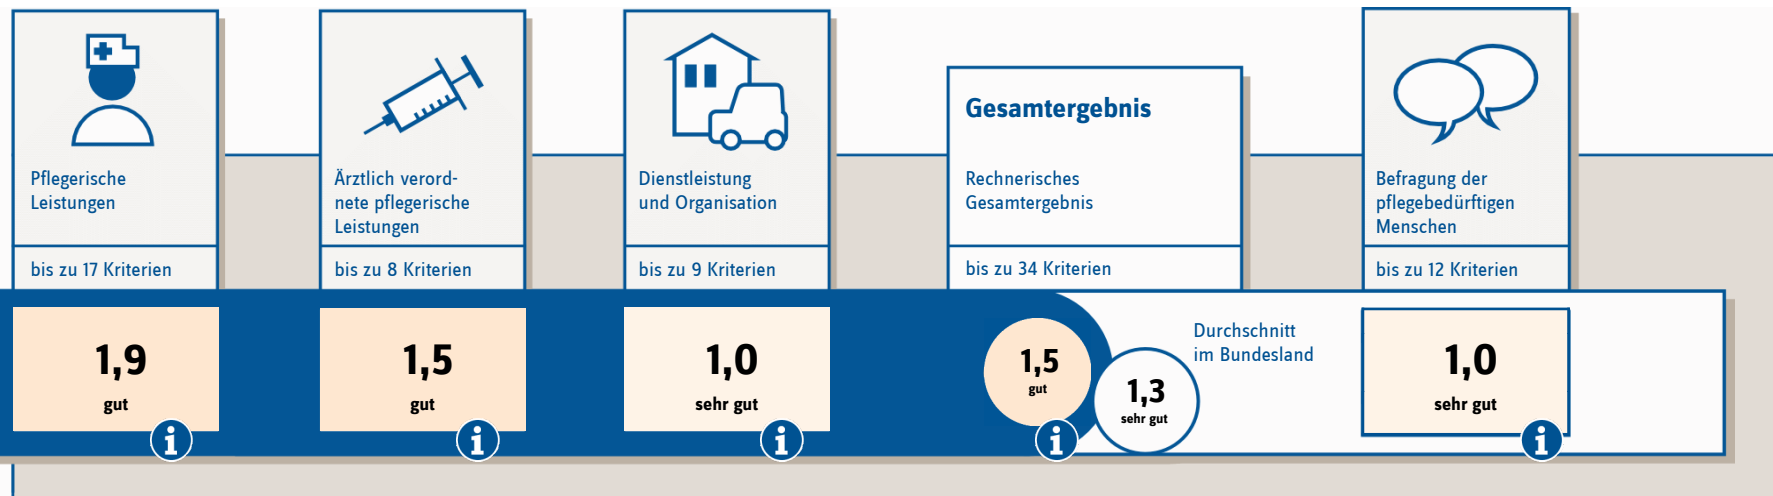 Pflegerische
Leistungen
bis zu 17 Kriterien
1,9
gut
i
Ärztlich verord-
nete pflegerische
Leistungen
bis zu 8 Kriterien
1,5
gut
i
Dienstleistung
und Organisation
bis zu 9 Kriterien
1,0
sehr gut
i
Gesamtergebnis
Rechnerisches
Gesamtergebnis
bis zu 34 Kriterien
1,5
gut
i
1,3
sehr gut
Durchschnitt
im Bundesland
Befragung der
pflegebedürftigen
Menschen
bis zu 12 Kriterien
1,0
sehr gut
i